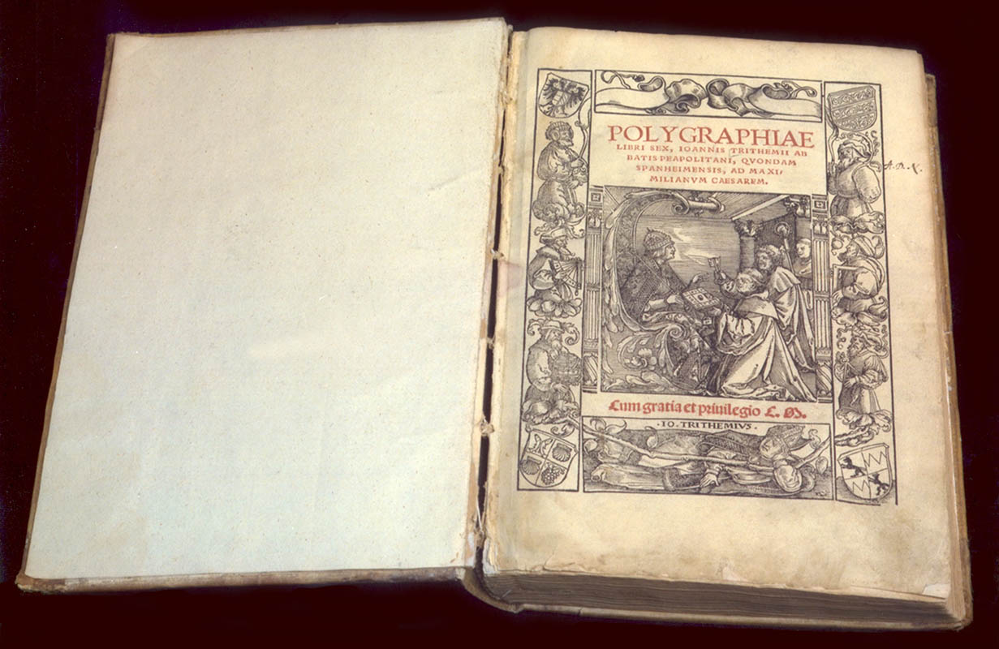 POLYGRAPHIAE
LIBRI SEX, IOANNIS TRITHEMII AB
BATIS PEAPOLITANI, QVONDAM
SPANHEIMENSIS, AD MAXI/
MILIANVM CAESAREM.
Cum gratia et priuilegio C. M.
.IO. TRITHEMIVS.